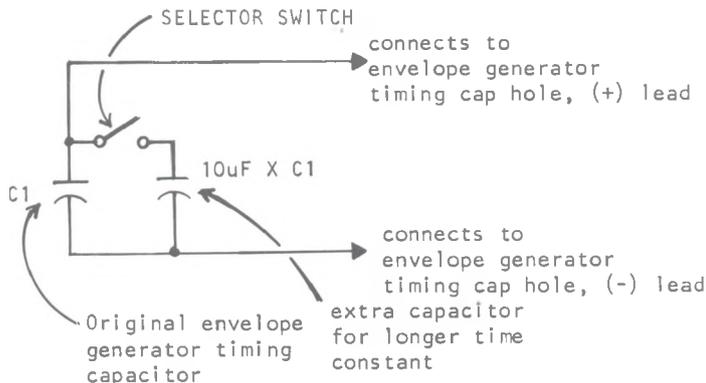 SELECTOR SWITCH
connects to
envelope generator
timing cap hole, (+) lead
10uF X C1
C1
connects to
envelope generator
timing cap hole, (-) lead
Original envelope
generator timing
capacitor
extra capacitor
for longer time
constant